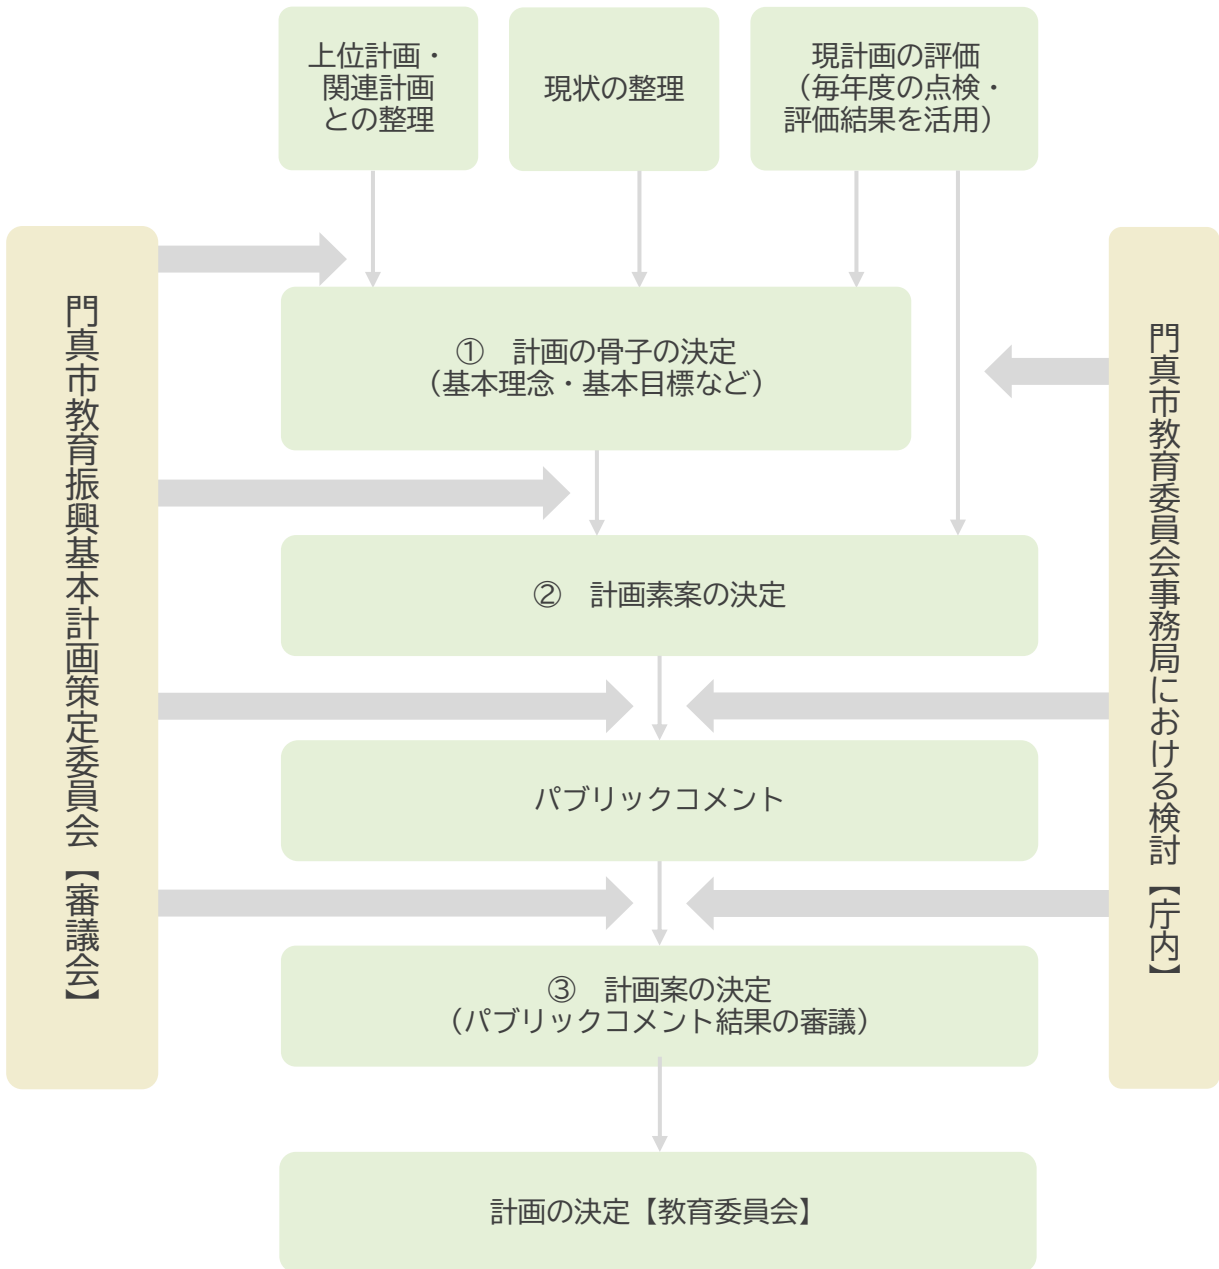 上位計画・
関連計画
との整理
現状の整理
現計画の評価
（毎年度の点検・
評価結果を活用）
門真市教育振興基本計画策定委員会【審議会】
①　計画の骨子の決定
（基本理念・基本目標など）
②　計画素案の決定
パブリックコメント
③　計画案の決定
（パブリックコメント結果の審議）
計画の決定【教育委員会】
門真市教育委員会事務局における検討【庁内】